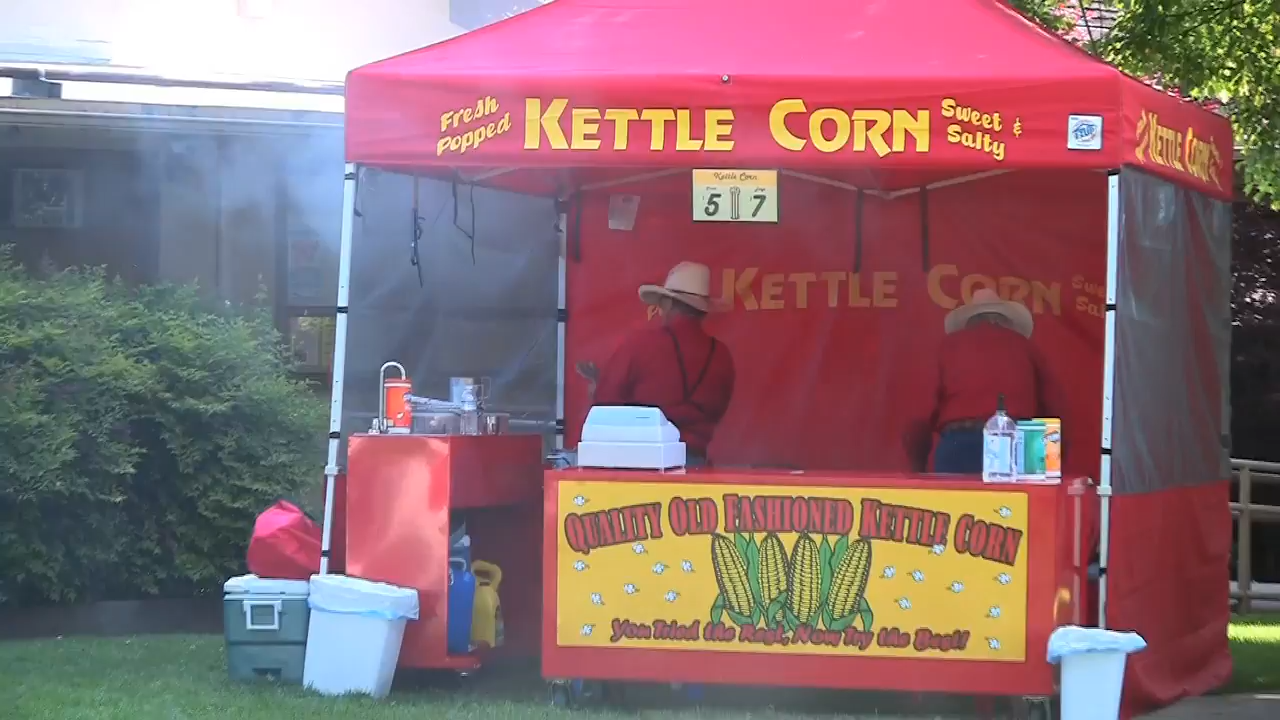 Fresh Popped KETTLE CORN Sweet & Salty
KETTLE CORN
Kettle Corn
5 7
KETTLE CORN
QUALITY OLD FASHIONED KETTLE CORN
You Tried the Rest, Now Try the Best!